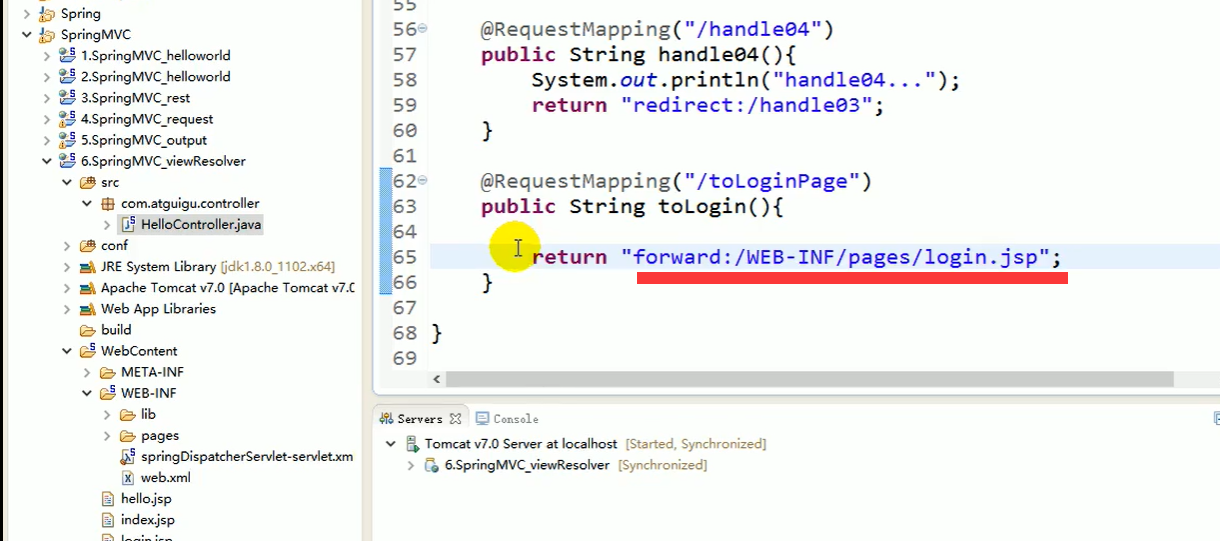 Spring
SpringMVC
1.SpringMVC_helloworld
2.SpringMVC_helloworld
3.SpringMVC_rest
4.SpringMVC_request
5.SpringMVC_output
6.SpringMVC_viewResolver
src
com.atguigu.controller
HelloController.java
conf
JRE System Library [jdk1.8.0_1102.x64]
Apache Tomcat v7.0 [Apache Tomcat v7.0
Web App Libraries
build
WebContent
META-INF
WEB-INF
lib
pages
springDispatcherServlet-servlet.xm
web.xml
hello.jsp
index.jsp
login.jsp
55
56 @RequestMapping("/handle04")
57 public String handle04(){
58 System.out.println("handle04...");
59 return "redirect:/handle03";
60 }
61
62 @RequestMapping("/toLoginPage")
63 public String toLogin(){
64
65 return "forward:/WEB-INF/pages/login.jsp";
66 }
67
68 }
69
Servers Console
Tomcat v7.0 Server at localhost [Started, Synchronized]
6.SpringMVC_viewResolver [Synchronized]